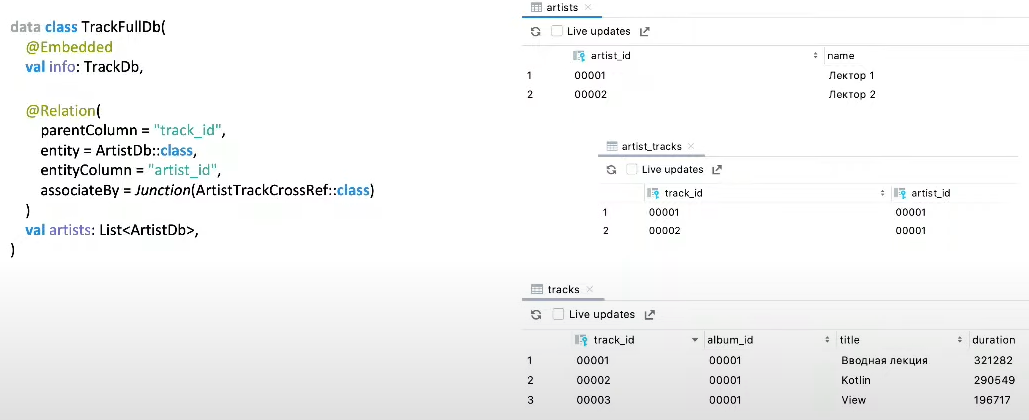 data class TrackFullDb(
@Embedded
val info: TrackDb,
@Relation(
parentColumn = "track_id",
entity = ArtistDb::class,
entityColumn = "artist_id",
associateBy = Junction(ArtistTrackCrossRef::class)
)
val artists: List<ArtistDb>,
)
artists
Live updates
artist_id name
1 00001 Лектор 1
2 00002 Лектор 2
artist_tracks
Live updates
track_id artist_id
1 00001 00001
2 00002 00001
tracks
Live updates
track_id album_id title duration
1 00001 00001 Вводная лекция 321282
2 00002 00001 Kotlin 290549
3 00003 00001 View 196717